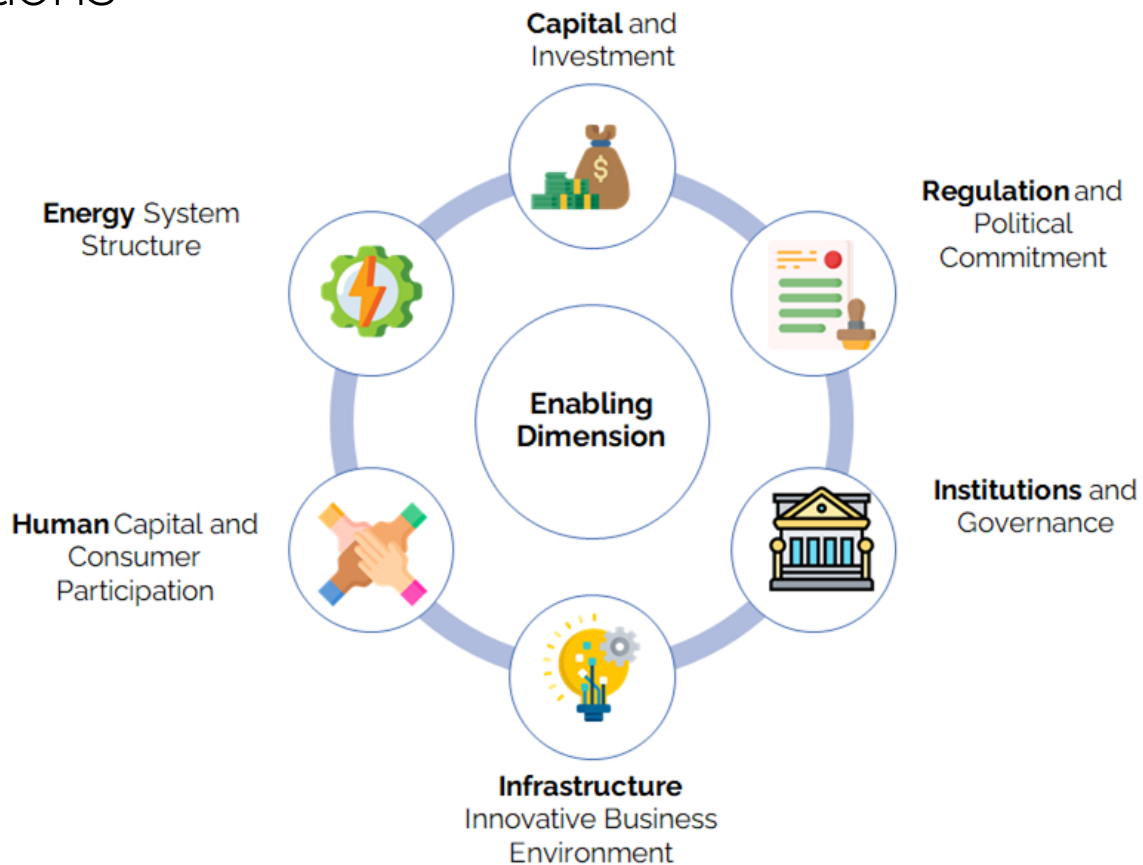 Capital and
Investment
Regulation and
Political
Commitment
Energy System
Structure
$
Enabling
Dimension
Institutions and
Governance
Human Capital and
Consumer
Participation
Infrastructure
Innovative Business
Environment